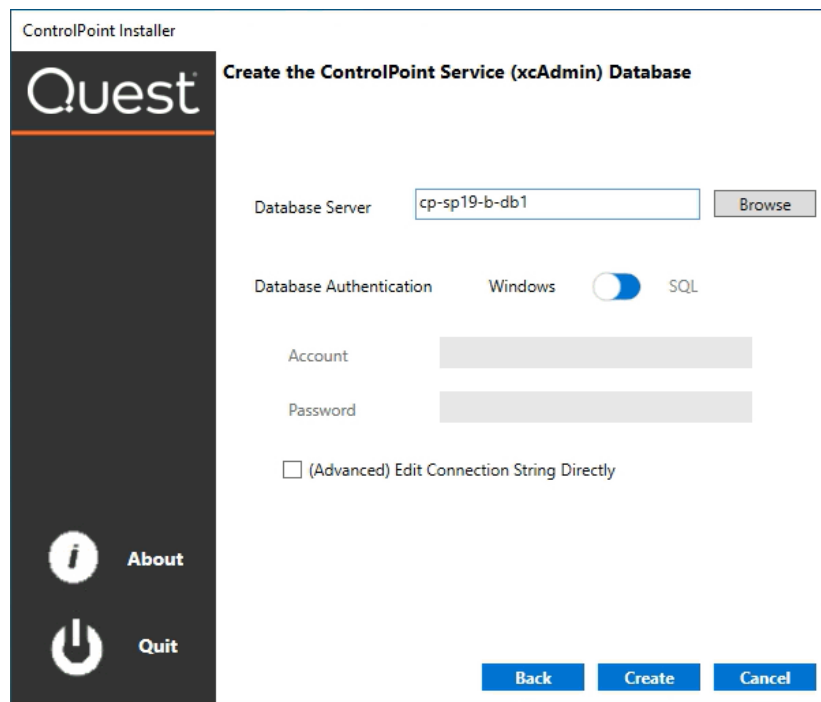 ControlPoint Installer
Quest
Create the ControlPoint Service (xcAdmin) Database
Database Server cp-sp19-b-db1 Browse
Database Authentication Windows SQL
Account
Password
(Advanced) Edit Connection String Directly
i About
Quit
Back Create Cancel